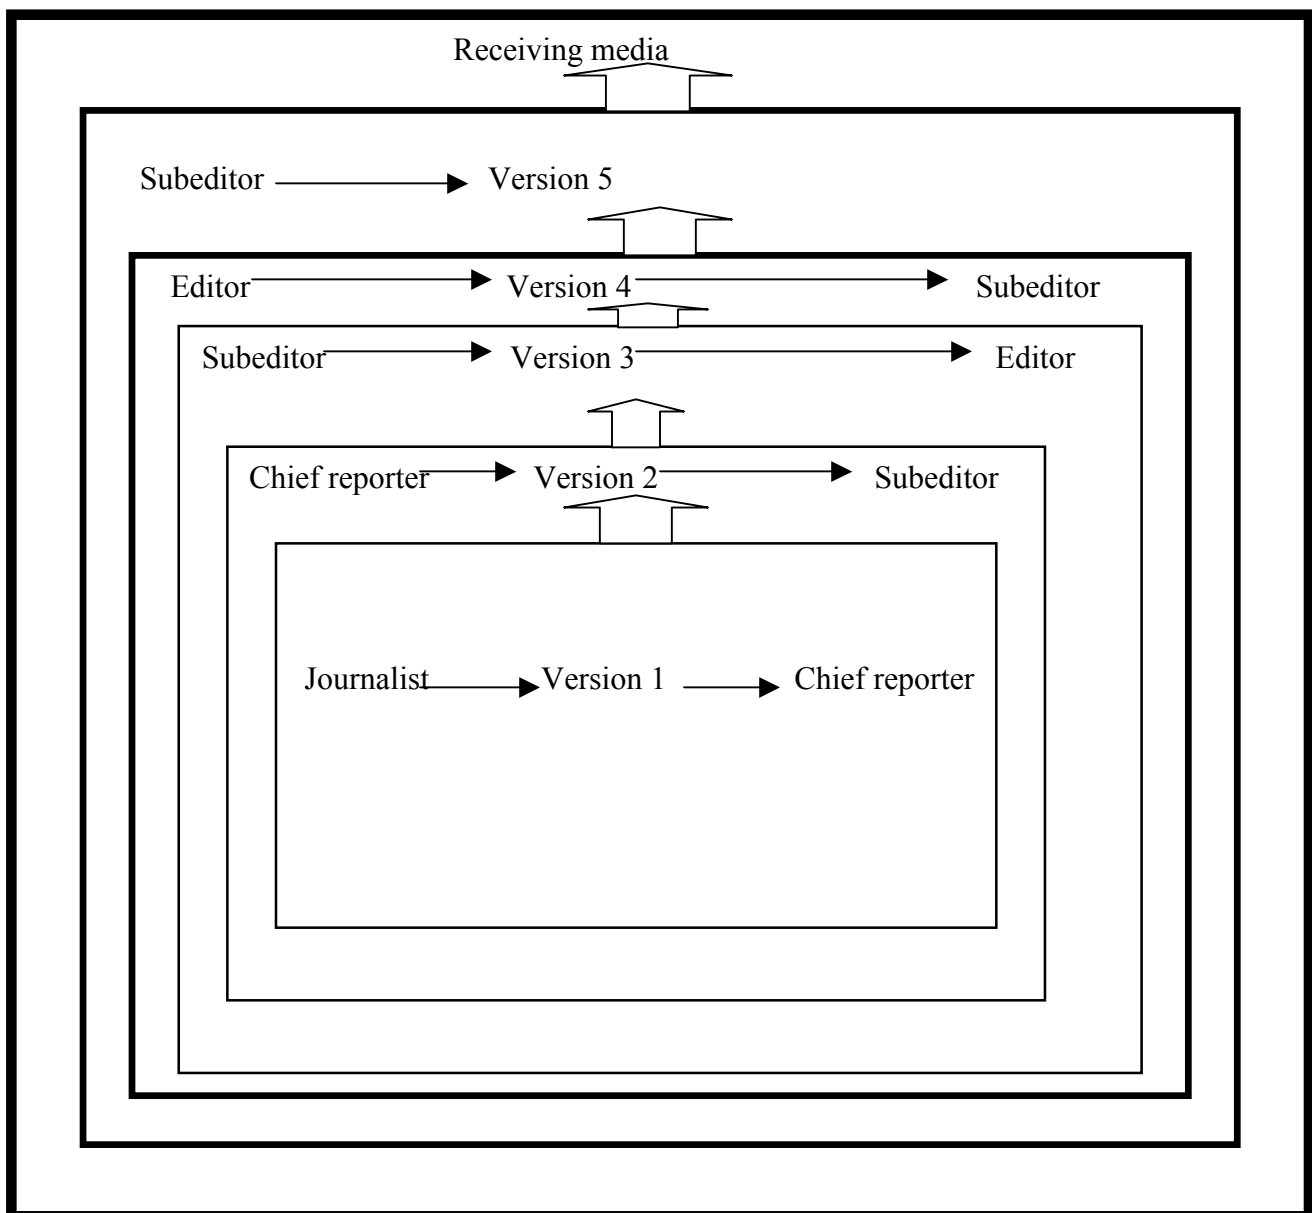 Receiving media
Subeditor Version 5
Editor Version 4 Subeditor
Subeditor Version 3 Editor
Chief reporter Version 2 Subeditor
Journalist Version 1 Chief reporter